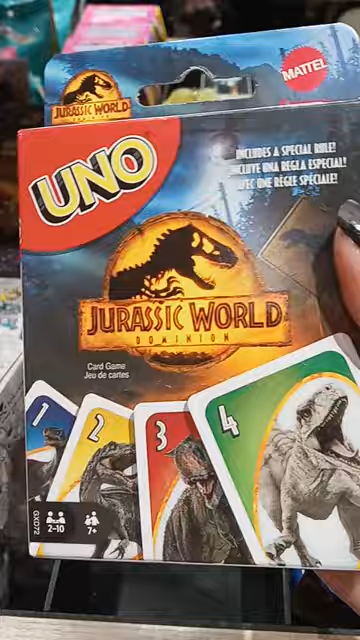 JURASSIC WORLD
MATTEL
UNO
INCLUDES A SPECIAL RULE!
¡INCLUYE UNA REGLA ESPECIAL!
AVEC UNE RÈGLE SPÉCIALE!
JURASSIC WORLD
DOMINION
Card Game
Jeu de cartes
1
2
3
4
GXD72
2-10
7+